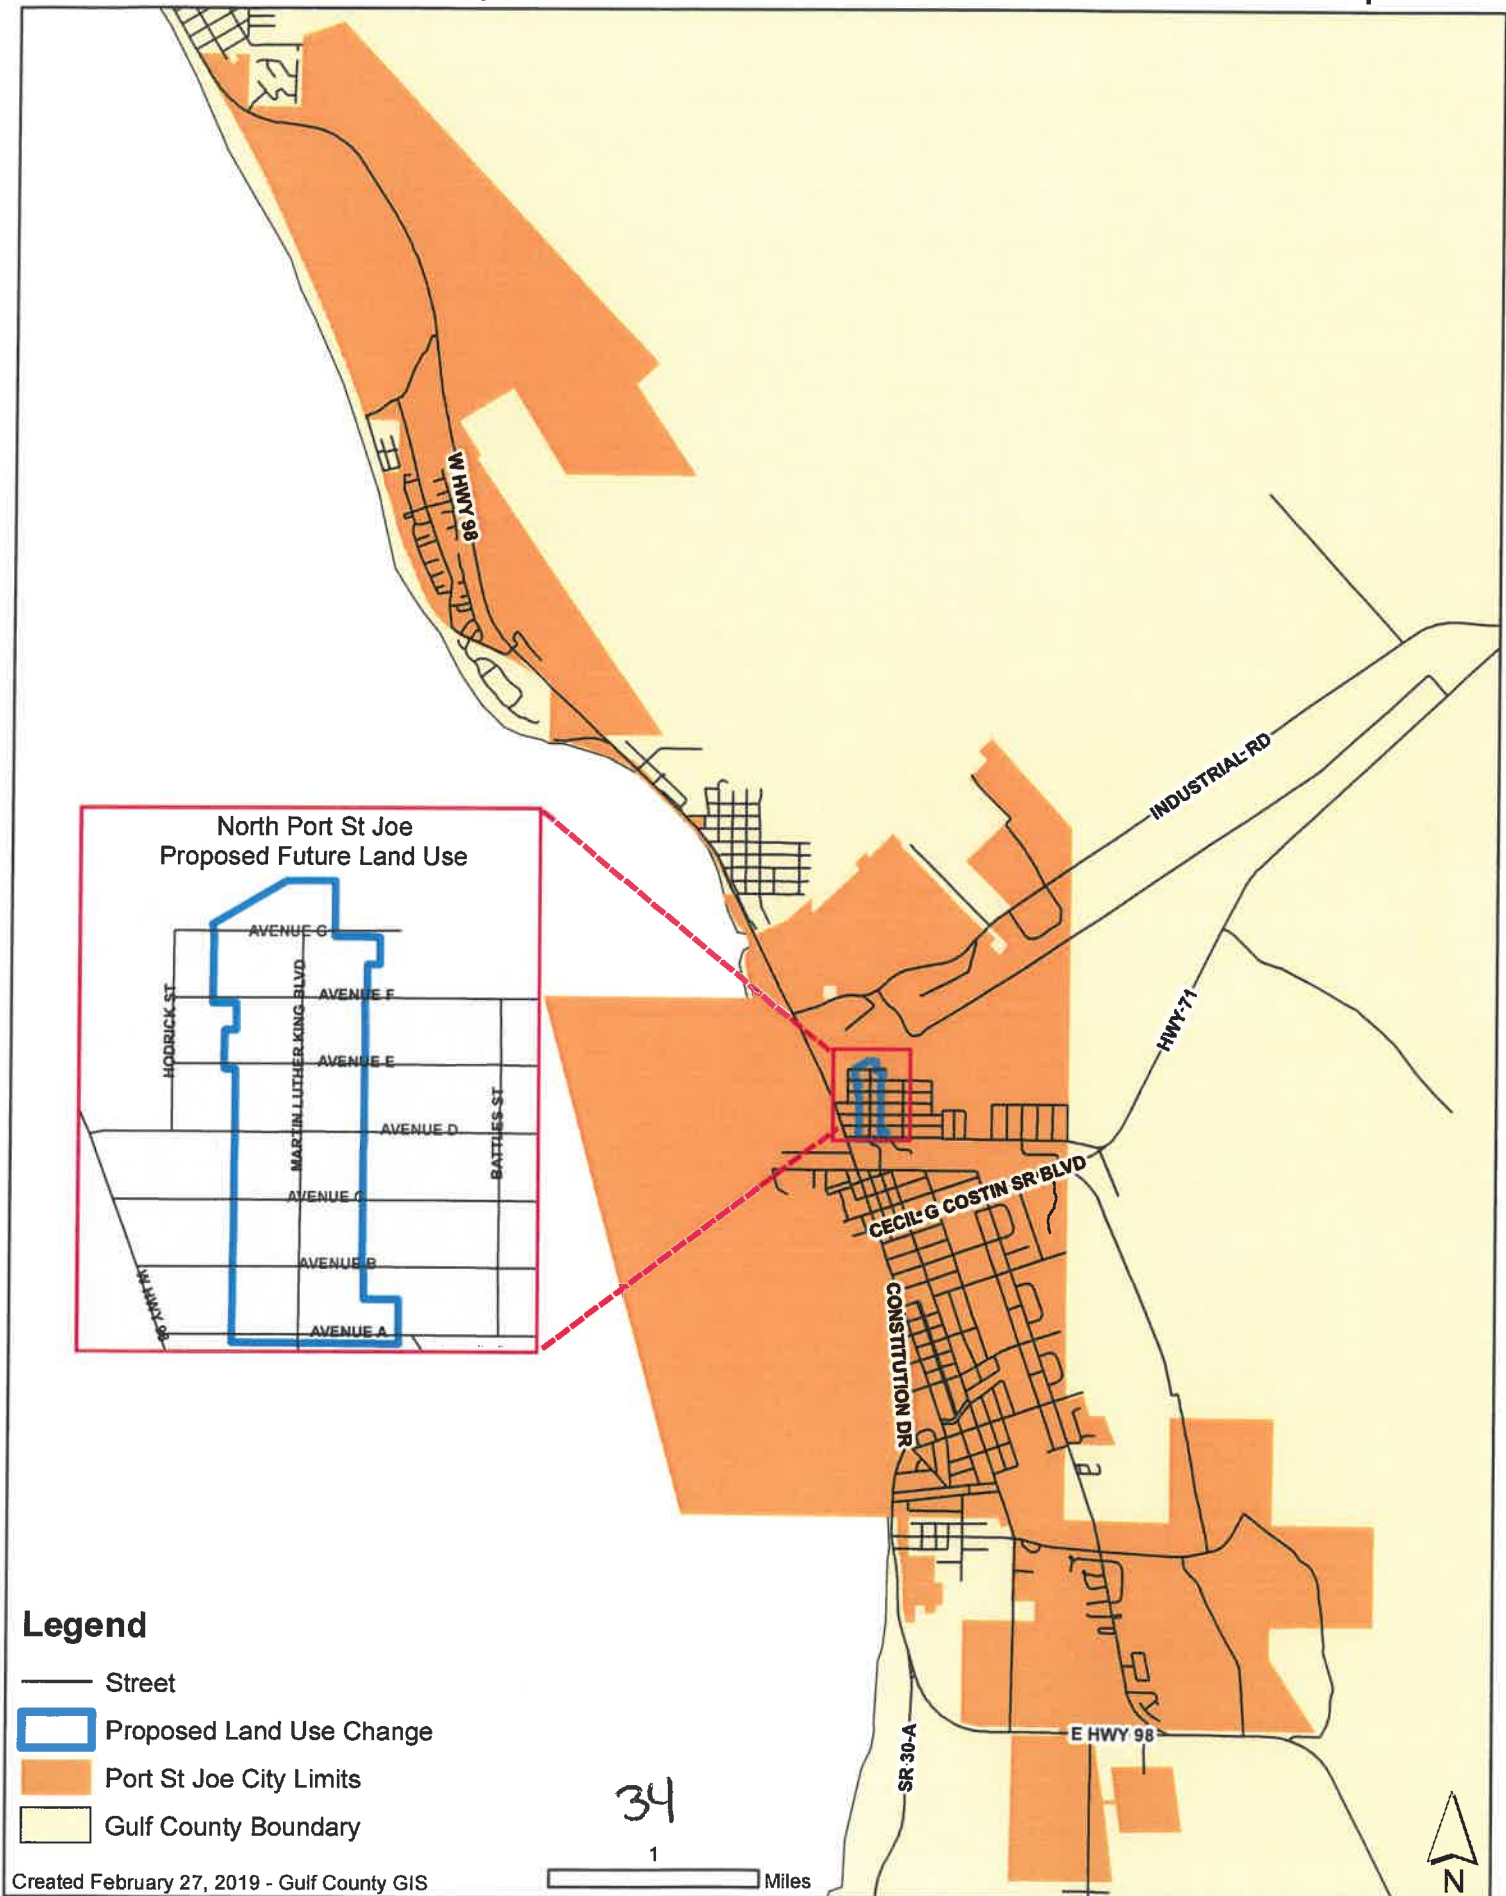 W HWY 98
INDUSTRIAL RD
North Port St Joe
Proposed Future Land Use
AVENUE G
HODRICK ST
MARTIN LUTHER KING BLVD
AVENUE F
AVENUE E
AVENUE D
BATTLES ST
AVENUE C
AVENUE B
W HWY 98
AVENUE A
HWY-71
CECIL G COSTIN SR BLVD
CONSTITUTION DR
SR 30-A
E HWY 98
Legend
Street
Proposed Land Use Change
Port St Joe City Limits
Gulf County Boundary
34
1
Miles
Created February 27, 2019 - Gulf County GIS
N